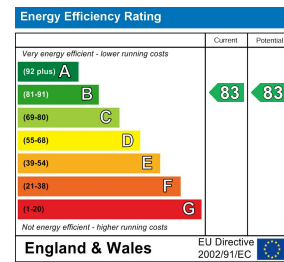 Energy Efficiency Rating
Current Potential
Very energy efficient - lower running costs
(92 plus) A
(81-91) B 83 83
(69-80) C
(55-68) D
(39-54) E
(21-38) F
(1-20) G
Not energy efficient - higher running costs
England & Wales
EU Directive
2002/91/EC